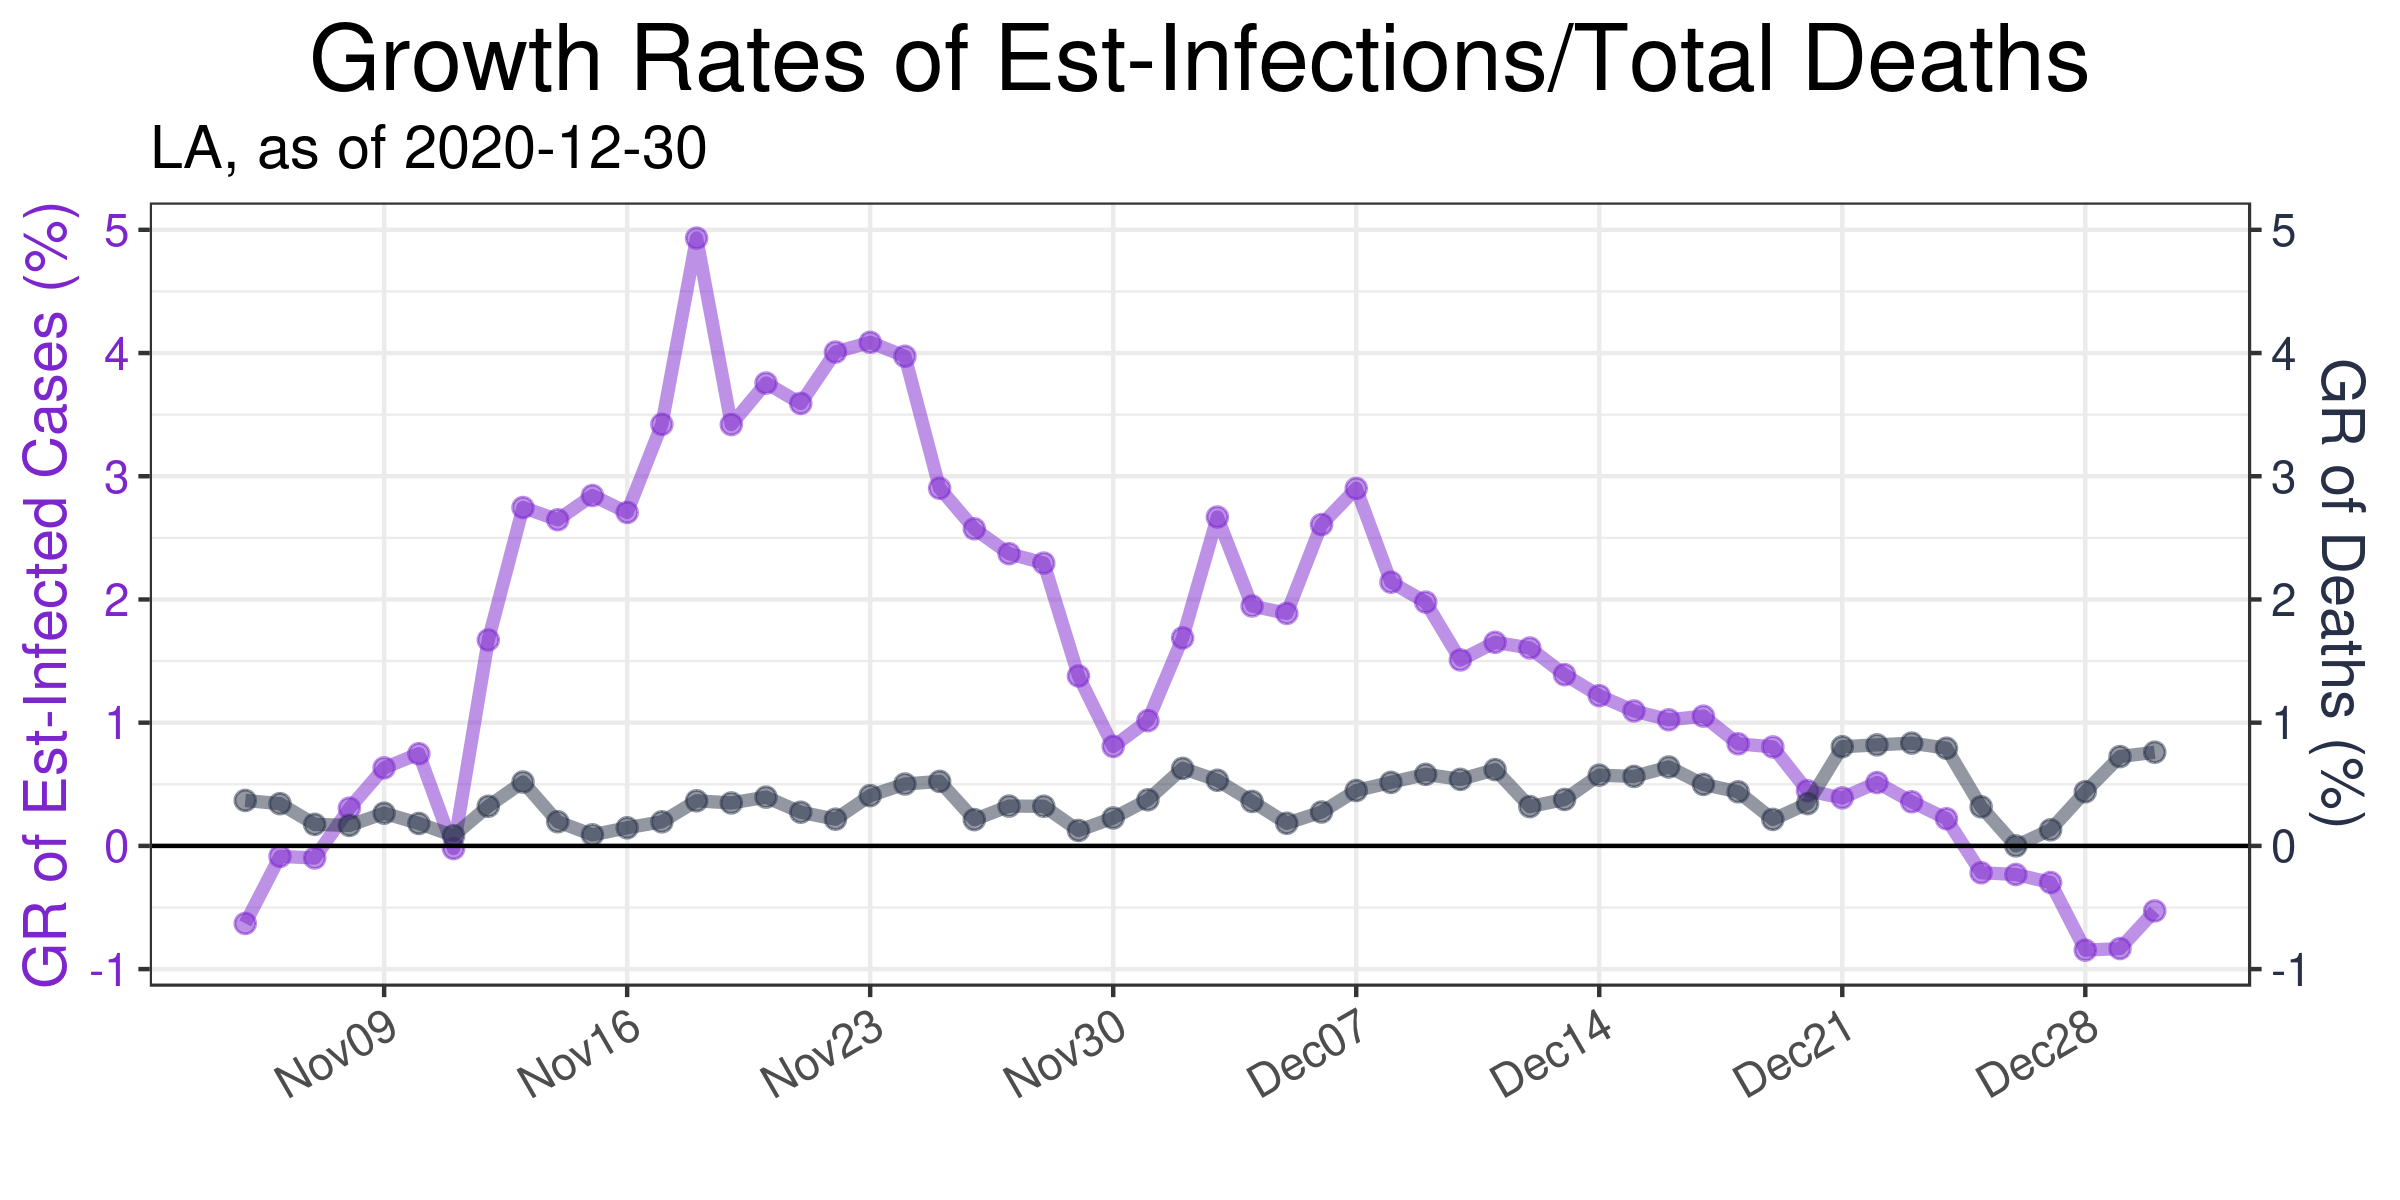 Growth Rates of Est-Infections/Total Deaths
LA, as of 2020-12-30
GR of Est-Infected Cases (%)
5
4
3
2
1
0
-1
5
4
3
2
1
0
-1
GR of Deaths (%)
Nov09
Nov16
Nov23
Nov30
Dec07
Dec14
Dec21
Dec28